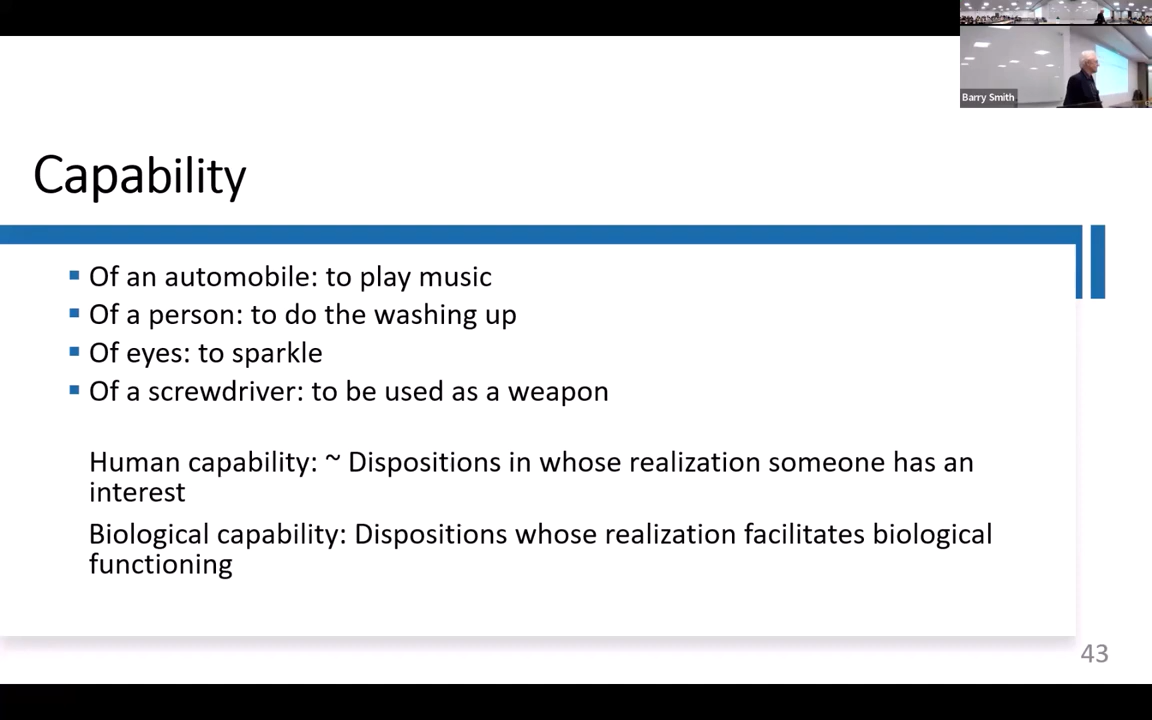 Barry Smith
Capability
▪ Of an automobile: to play music
▪ Of a person: to do the washing up
▪ Of eyes: to sparkle
▪ Of a screwdriver: to be used as a weapon
Human capability: ~ Dispositions in whose realization someone has an
interest
Biological capability: Dispositions whose realization facilitates biological
functioning
43